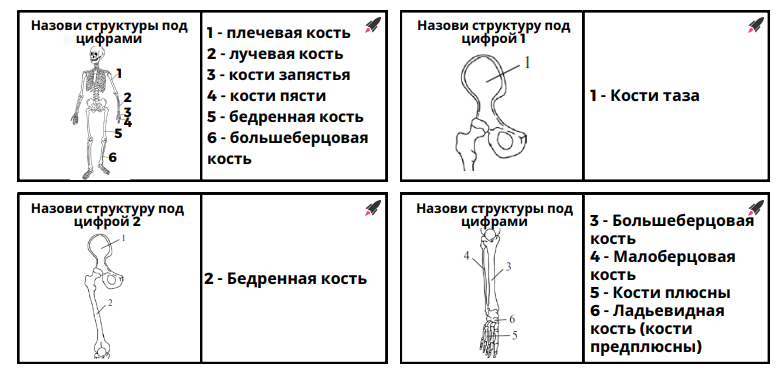 Назови структуры под
цифрами
1
2
3
4
5
6
1 - плечевая кость
2 - лучевая кость
3 - кости запястья
4 - кости пясти
5 - бедренная кость
6 - большеберцовая
кость
Назови структуру под
цифрой 1
1
1 - Кости таза
Назови структуру под
цифрой 2
1
2
2 - Бедренная кость
Назови структуры под
цифрами
4
3
6
5
3 - Большеберцовая
кость
4 - Малоберцовая
кость
5 - Кости плюсны
6 - Ладьевидная
кость (кости
предплюсны)